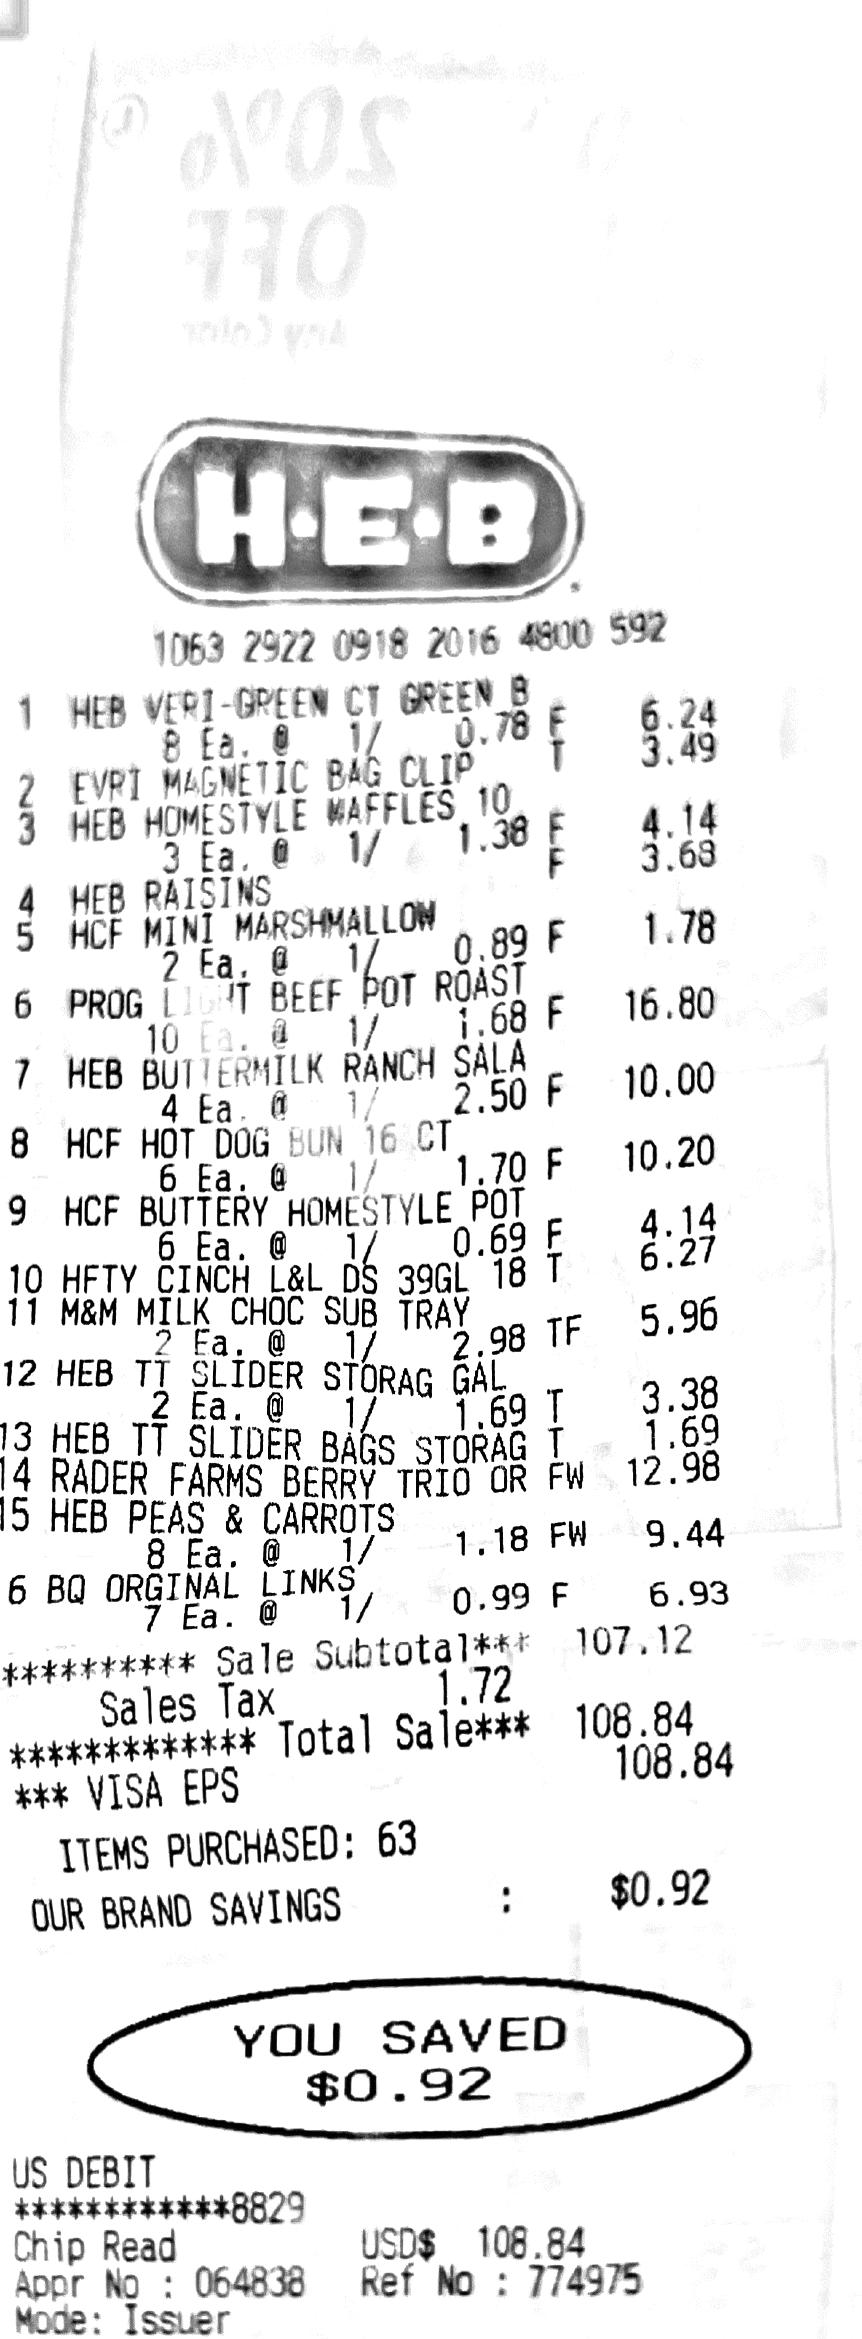 20%
OFF
Any Color
H·E·B
1063 2922 0918 2016 4800 592
1 HEB VERI-GREEN CT GREEN B
8 Ea. @ 1/ 0.78 F 6.24
2 EVRI MAGNETIC BAG CLIP T 3.49
3 HEB HOMESTYLE WAFFLES 10
3 Ea. @ 1/ 1.38 F 4.14
4 HEB RAISINS F 3.68
5 HCF MINI MARSHMALLOW
2 Ea. @ 1/ 0.89 F 1.78
6 PROG LIGHT BEEF POT ROAST
10 Ea. @ 1/ 1.68 F 16.80
7 HEB BUTTERMILK RANCH SALA
4 Ea. @ 1/ 2.50 F 10.00
8 HCF HOT DOG BUN 16 CT
6 Ea. @ 1/ 1.70 F 10.20
9 HCF BUTTERY HOMESTYLE POT
6 Ea. @ 1/ 0.69 F 4.14
10 HFTY CINCH L&L DS 39GL 18 T 6.27
11 M&M MILK CHOC SUB TRAY
2 Ea. @ 1/ 2.98 TF 5.96
12 HEB TT SLIDER STORAG GAL
2 Ea. @ 1/ 1.69 T 3.38
13 HEB TT SLIDER BAGS STORAG T 1.69
14 RADER FARMS BERRY TRIO OR FW 12.98
15 HEB PEAS & CARROTS
8 Ea. @ 1/ 1.18 FW 9.44
6 BQ ORGINAL LINKS
7 Ea. @ 1/ 0.99 F 6.93
********** Sale Subtotal*** 107.12
Sales Tax 1.72
************* Total Sale*** 108.84
*** VISA EPS 108.84
ITEMS PURCHASED: 63
OUR BRAND SAVINGS : $0.92
YOU SAVED
$0.92
US DEBIT
************8829
Chip Read USD$ 108.84
Appr No : 064838 Ref No : 774975
Mode: Issuer